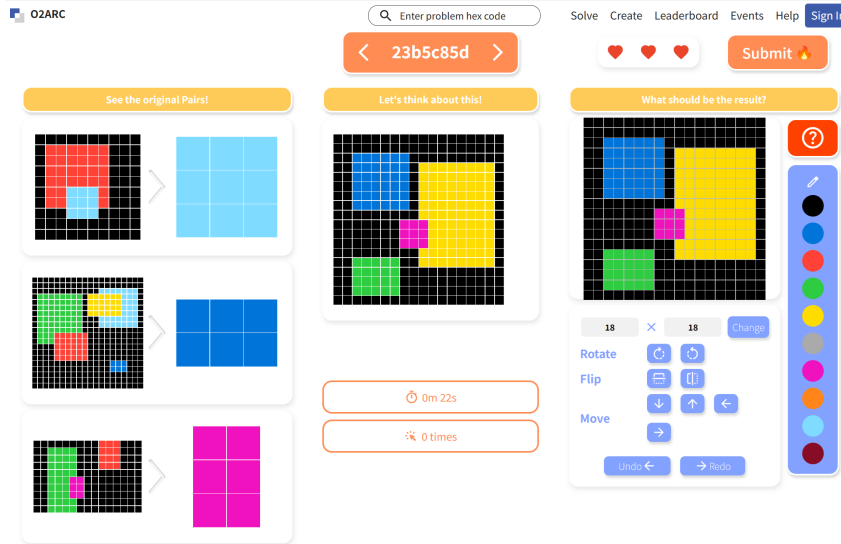 O2ARC
Enter problem hex code
Solve Create Leaderboard Events Help Sign
23b5c85d
Submit
See the original Pairs!
Let's think about this!
What should be the result?
18 × 18 Change
Rotate
Flip
Move
0m 22s
0 times
Undo ← → Redo